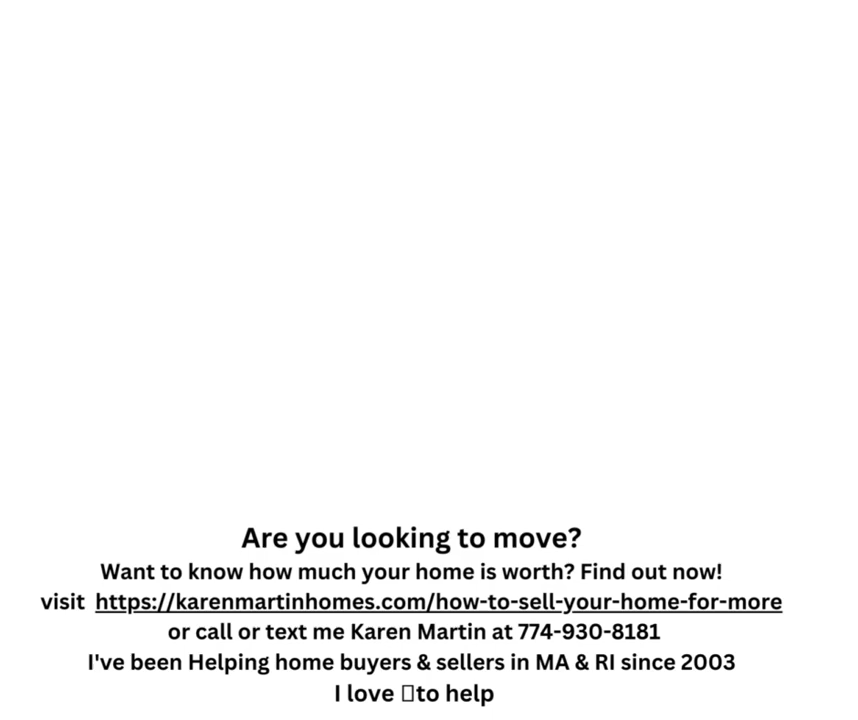 Are you looking to move?
Want to know how much your home is worth? Find out now!
visit https://karenmartinhomes.com/how-to-sell-your-home-for-more
or call or text me Karen Martin at 774-930-8181
I've been Helping home buyers & sellers in MA & RI since 2003
I love to help